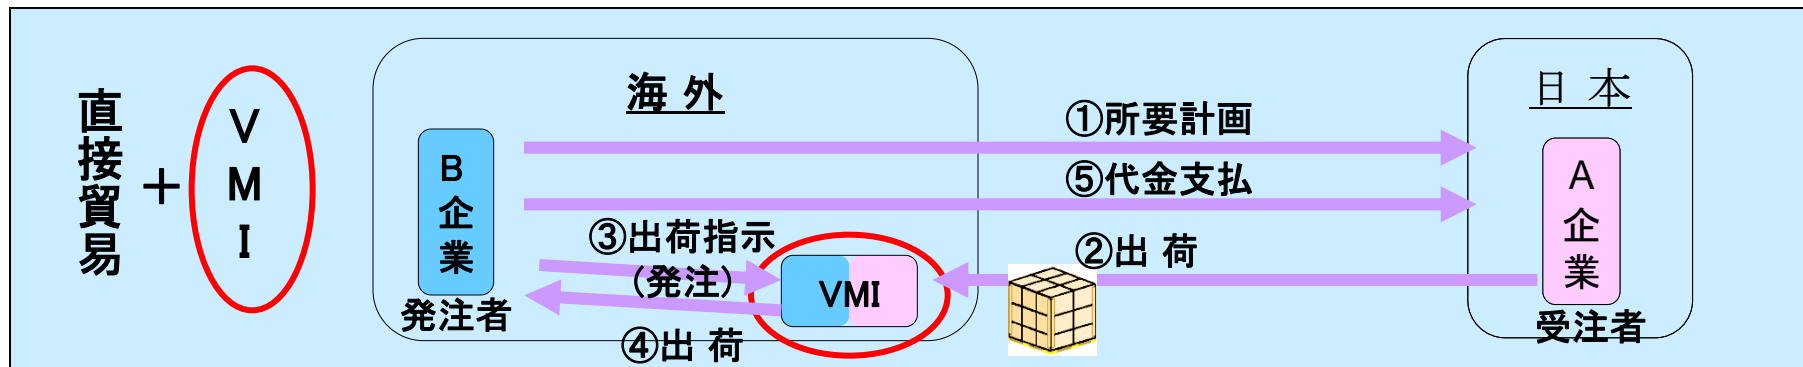 直接貿易
＋
VMI
海 外
日 本
B企業
発注者
①所要計画
⑤代金支払
③出荷指示
（発注）
④出 荷
VMI
②出 荷
A企業
受注者